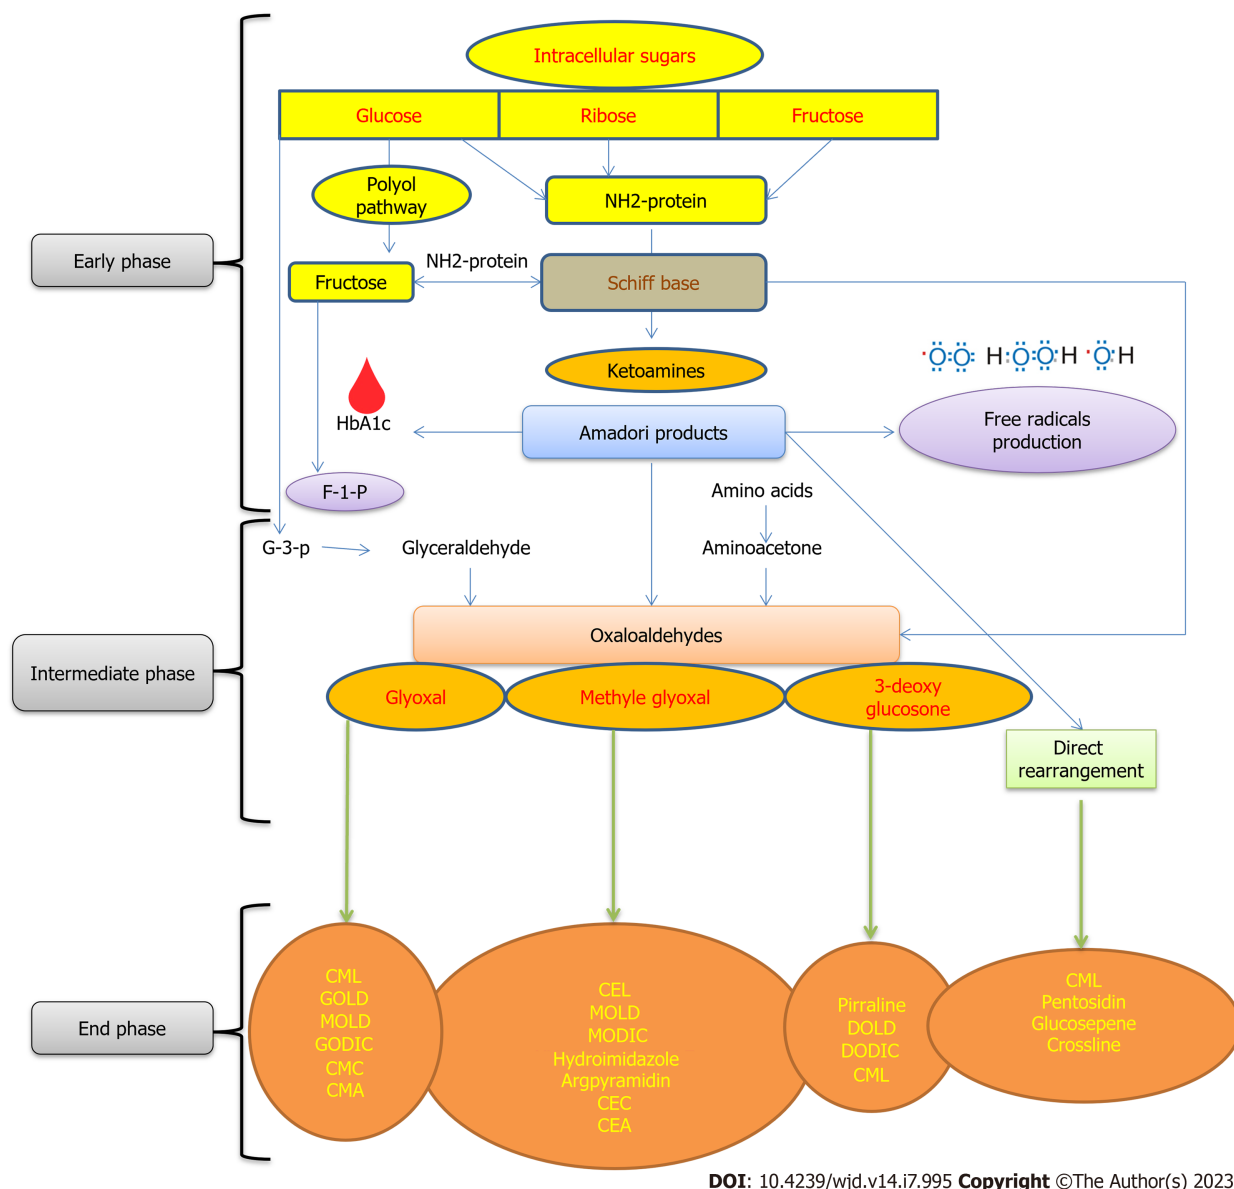 Intracellular sugars
Glucose
Ribose
Fructose
Polyol
pathway
NH2-protein
Early phase
Fructose
NH2-protein
Schiff base
Ketoamines
O O H O O H O H
HbA1c
Amadori products
Free radicals
production
F-1-P
Amino acids
G-3-p
Glyceraldehyde
Aminoacetone
Oxaloaldehydes
Intermediate phase
Glyoxal
Methyle glyoxal
3-deoxy
glucosone
Direct
rearrangement
End phase
CML
GOLD
MOLD
GODIC
CMC
CMA
CEL
MOLD
MODIC
Hydroimidazole
Argpyramidin
CEC
CEA
Pirraline
DOLD
DODIC
CML
CML
Pentosidin
Glucosepene
Crossline
DOI: 10.4239/wjd.v14.i7.995 Copyright ©The Author(s) 2023